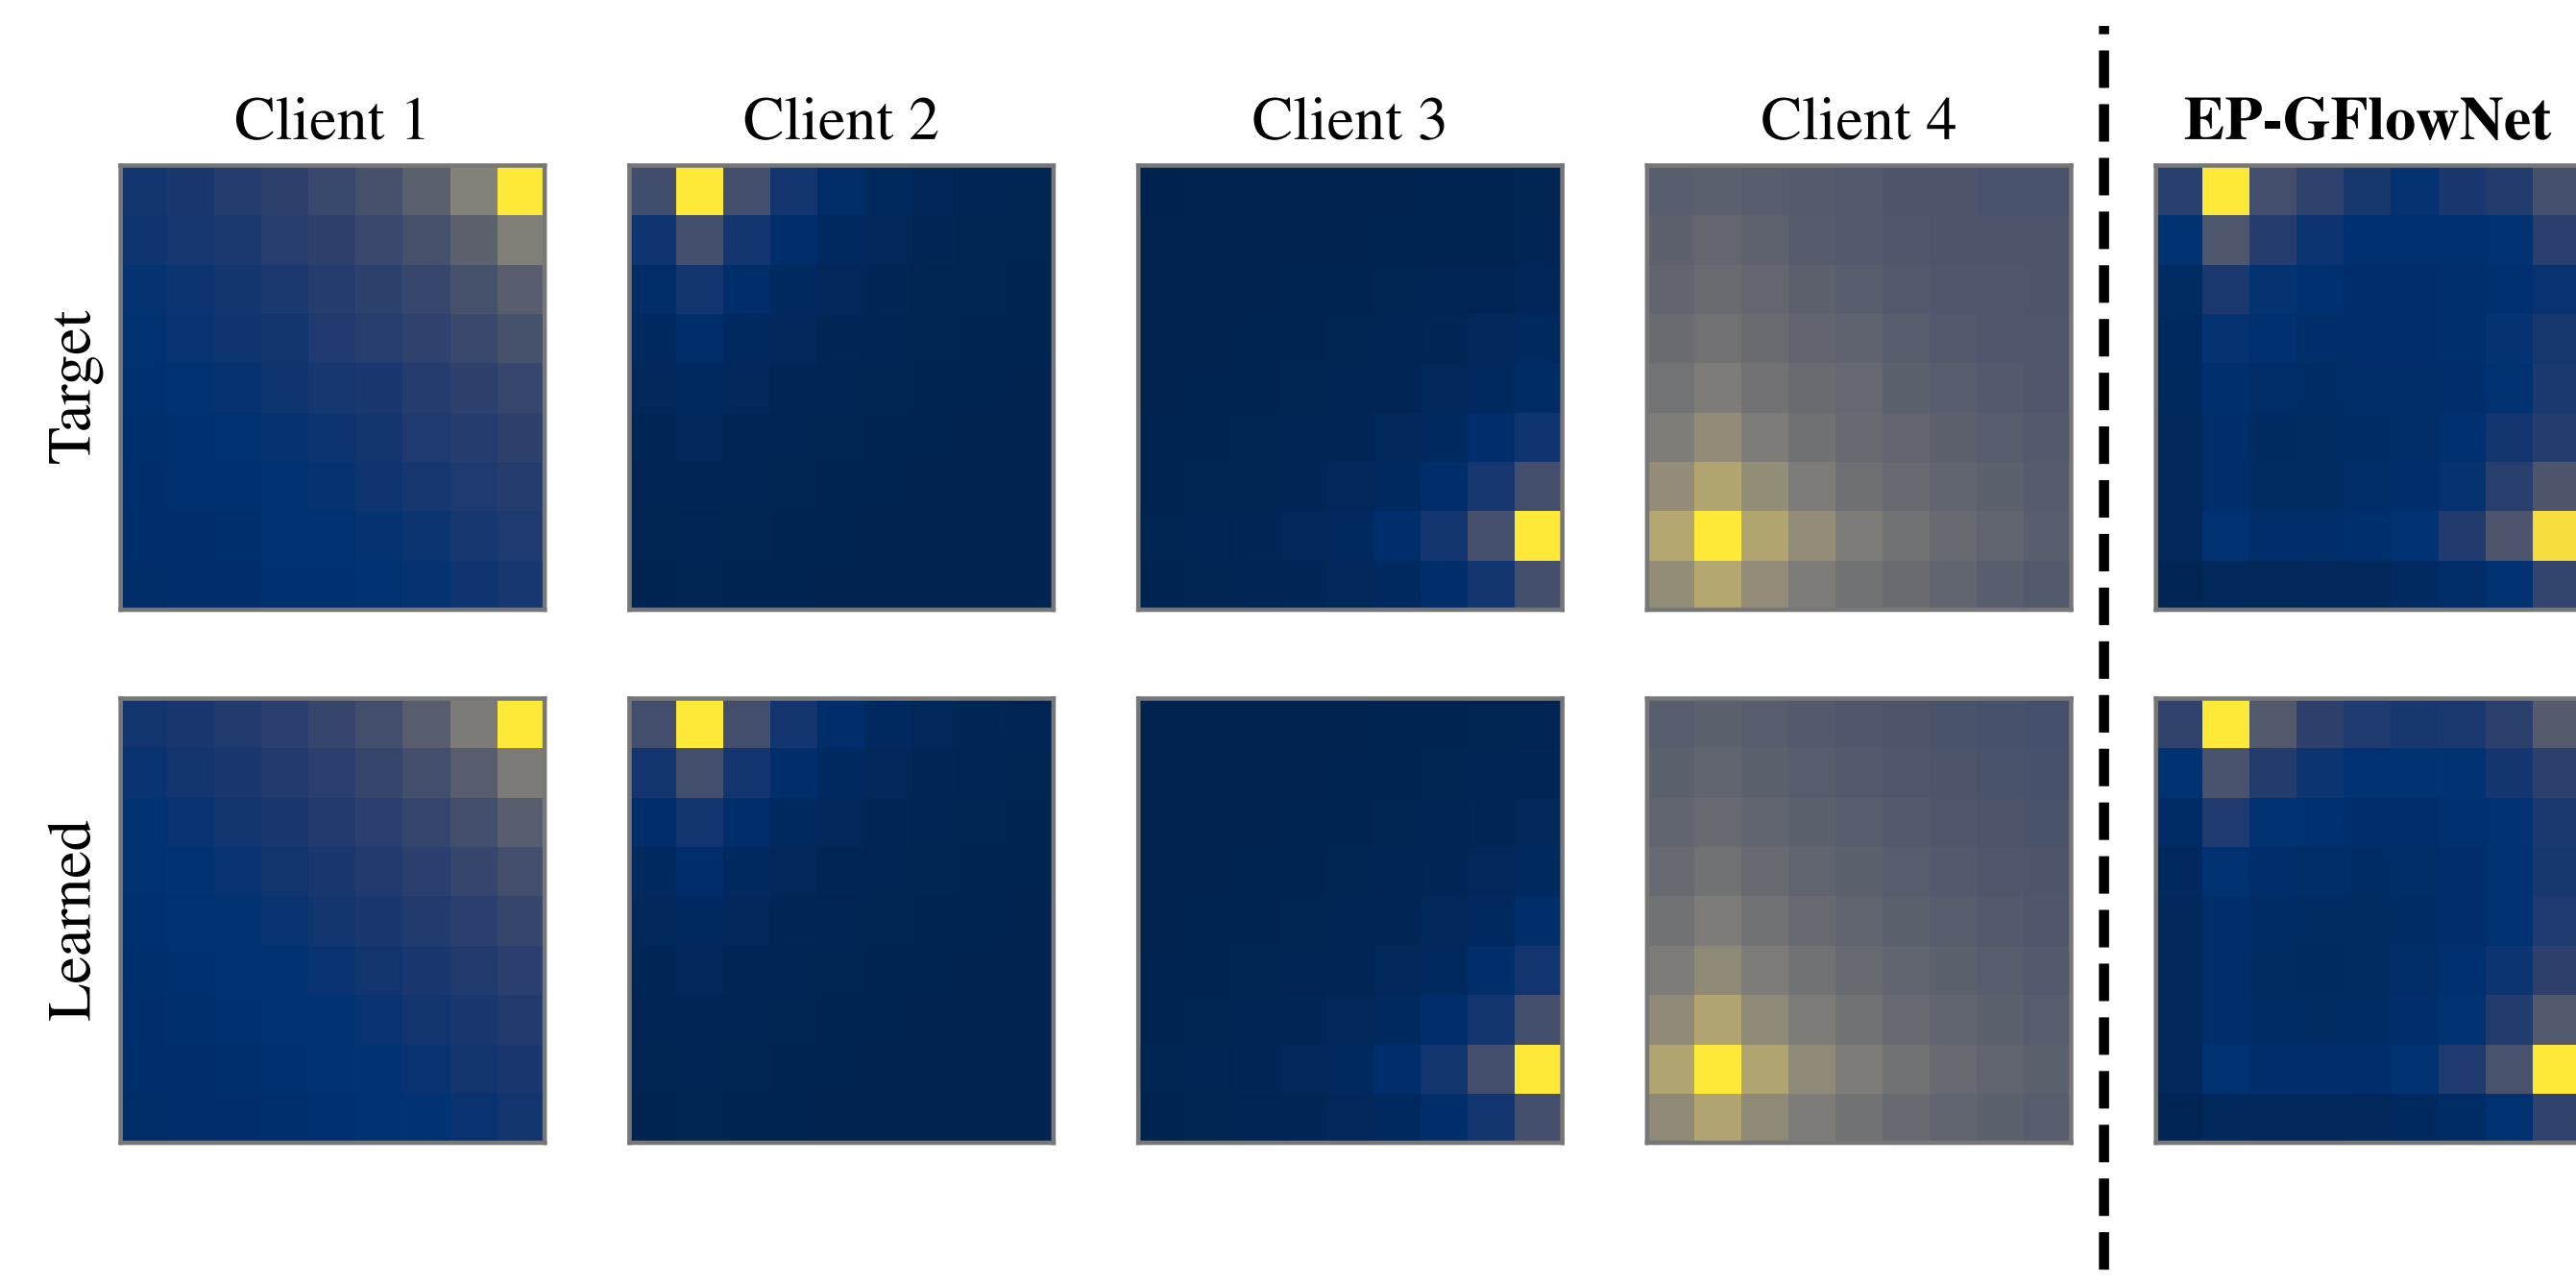 Client 1
Client 2
Client 3
Client 4
EP-GFlowNet
Target
Learned